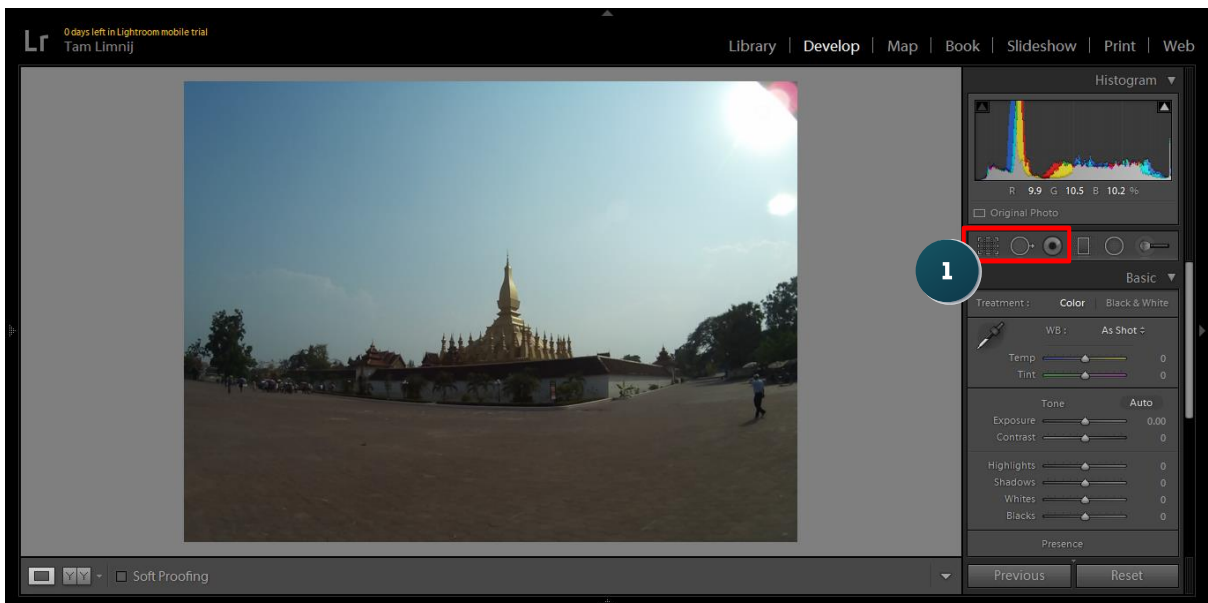 Lr
0 days left in Lightroom mobile trial
Tam Limnij
Library | Develop | Map | Book | Slideshow | Print | Web
Histogram
R 9.9 G 10.5 B 10.2 %
Original Photo
1
Basic
Treatment : Color | Black & White
WB : As Shot
Temp 0
Tint 0
Tone Auto
Exposure 0.00
Contrast 0
Highlights 0
Shadows 0
Whites 0
Blacks 0
Presence
YY Soft Proofing
Previous Reset